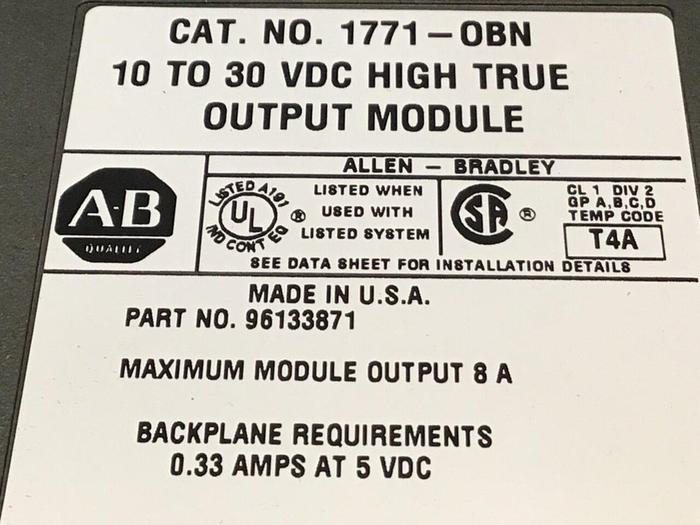 CAT. NO. 1771-OBN
10 TO 30 VDC HIGH TRUE
OUTPUT MODULE
ALLEN - BRADLEY
A-B
QUALITY
LISTED A191
UL
IND CONT EQ
®
LISTED WHEN
USED WITH
LISTED SYSTEM
SA
®
CL 1 DIV 2
GP A,B,C,D
TEMP CODE
T4A
SEE DATA SHEET FOR INSTALLATION DETAILS
MADE IN U.S.A.
PART NO. 96133871
MAXIMUM MODULE OUTPUT 8 A
BACKPLANE REQUIREMENTS
0.33 AMPS AT 5 VDC